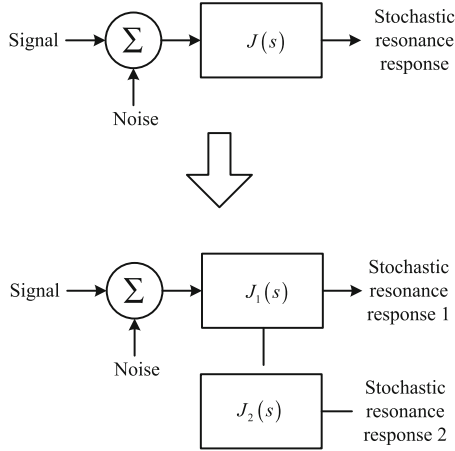 Signal
Σ
J(s)
Stochastic
resonance
response
Noise
Signal
Σ
J₁(s)
Stochastic
resonance
response 1
Noise
J₂(s)
Stochastic
resonance
response 2